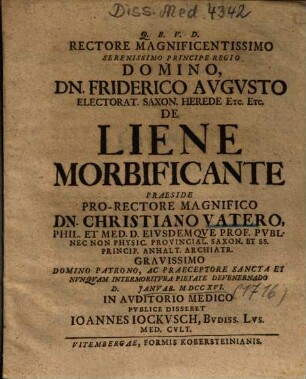 Diss. Med. 4342
Q. B. V. D.
RECTORE MAGNIFICENTISSIMO
SERENISSIMO PRINCIPE REGIO
DOMINO,
DN. FRIDERICO AVGVSTO
ELECTORAT. SAXON. HEREDE ETC. ETC.
DE
LIENE
MORBIFICANTE
PRAESIDE
PRO-RECTORE MAGNIFICO
DN. CHRISTIANO VATERO,
PHIL. ET MED. D. EIVSDEMQVE PROF. PVBL.
NEC NON PHYSIC. PROVINCIAL. SAXON. ET SS.
PRINCIP. ANHALT. ARCHIATR.
GRAVISSIMO
DOMINO PATRONO, AC PRAECEPTORE SANCTA ET
NVNQVAM INTERMORITVRA PIETATE DEVENERNADO
D. JANVAR. M DCC XVI.
IN AVDITORIO MEDICO (1716)
PVBLICE DISSERET
IOANNES IOCKVSCH, BVDISS. LVS.
MED. CVLT.
VITEMBERGAE, FORMIS KOBERSTEINIANIS.